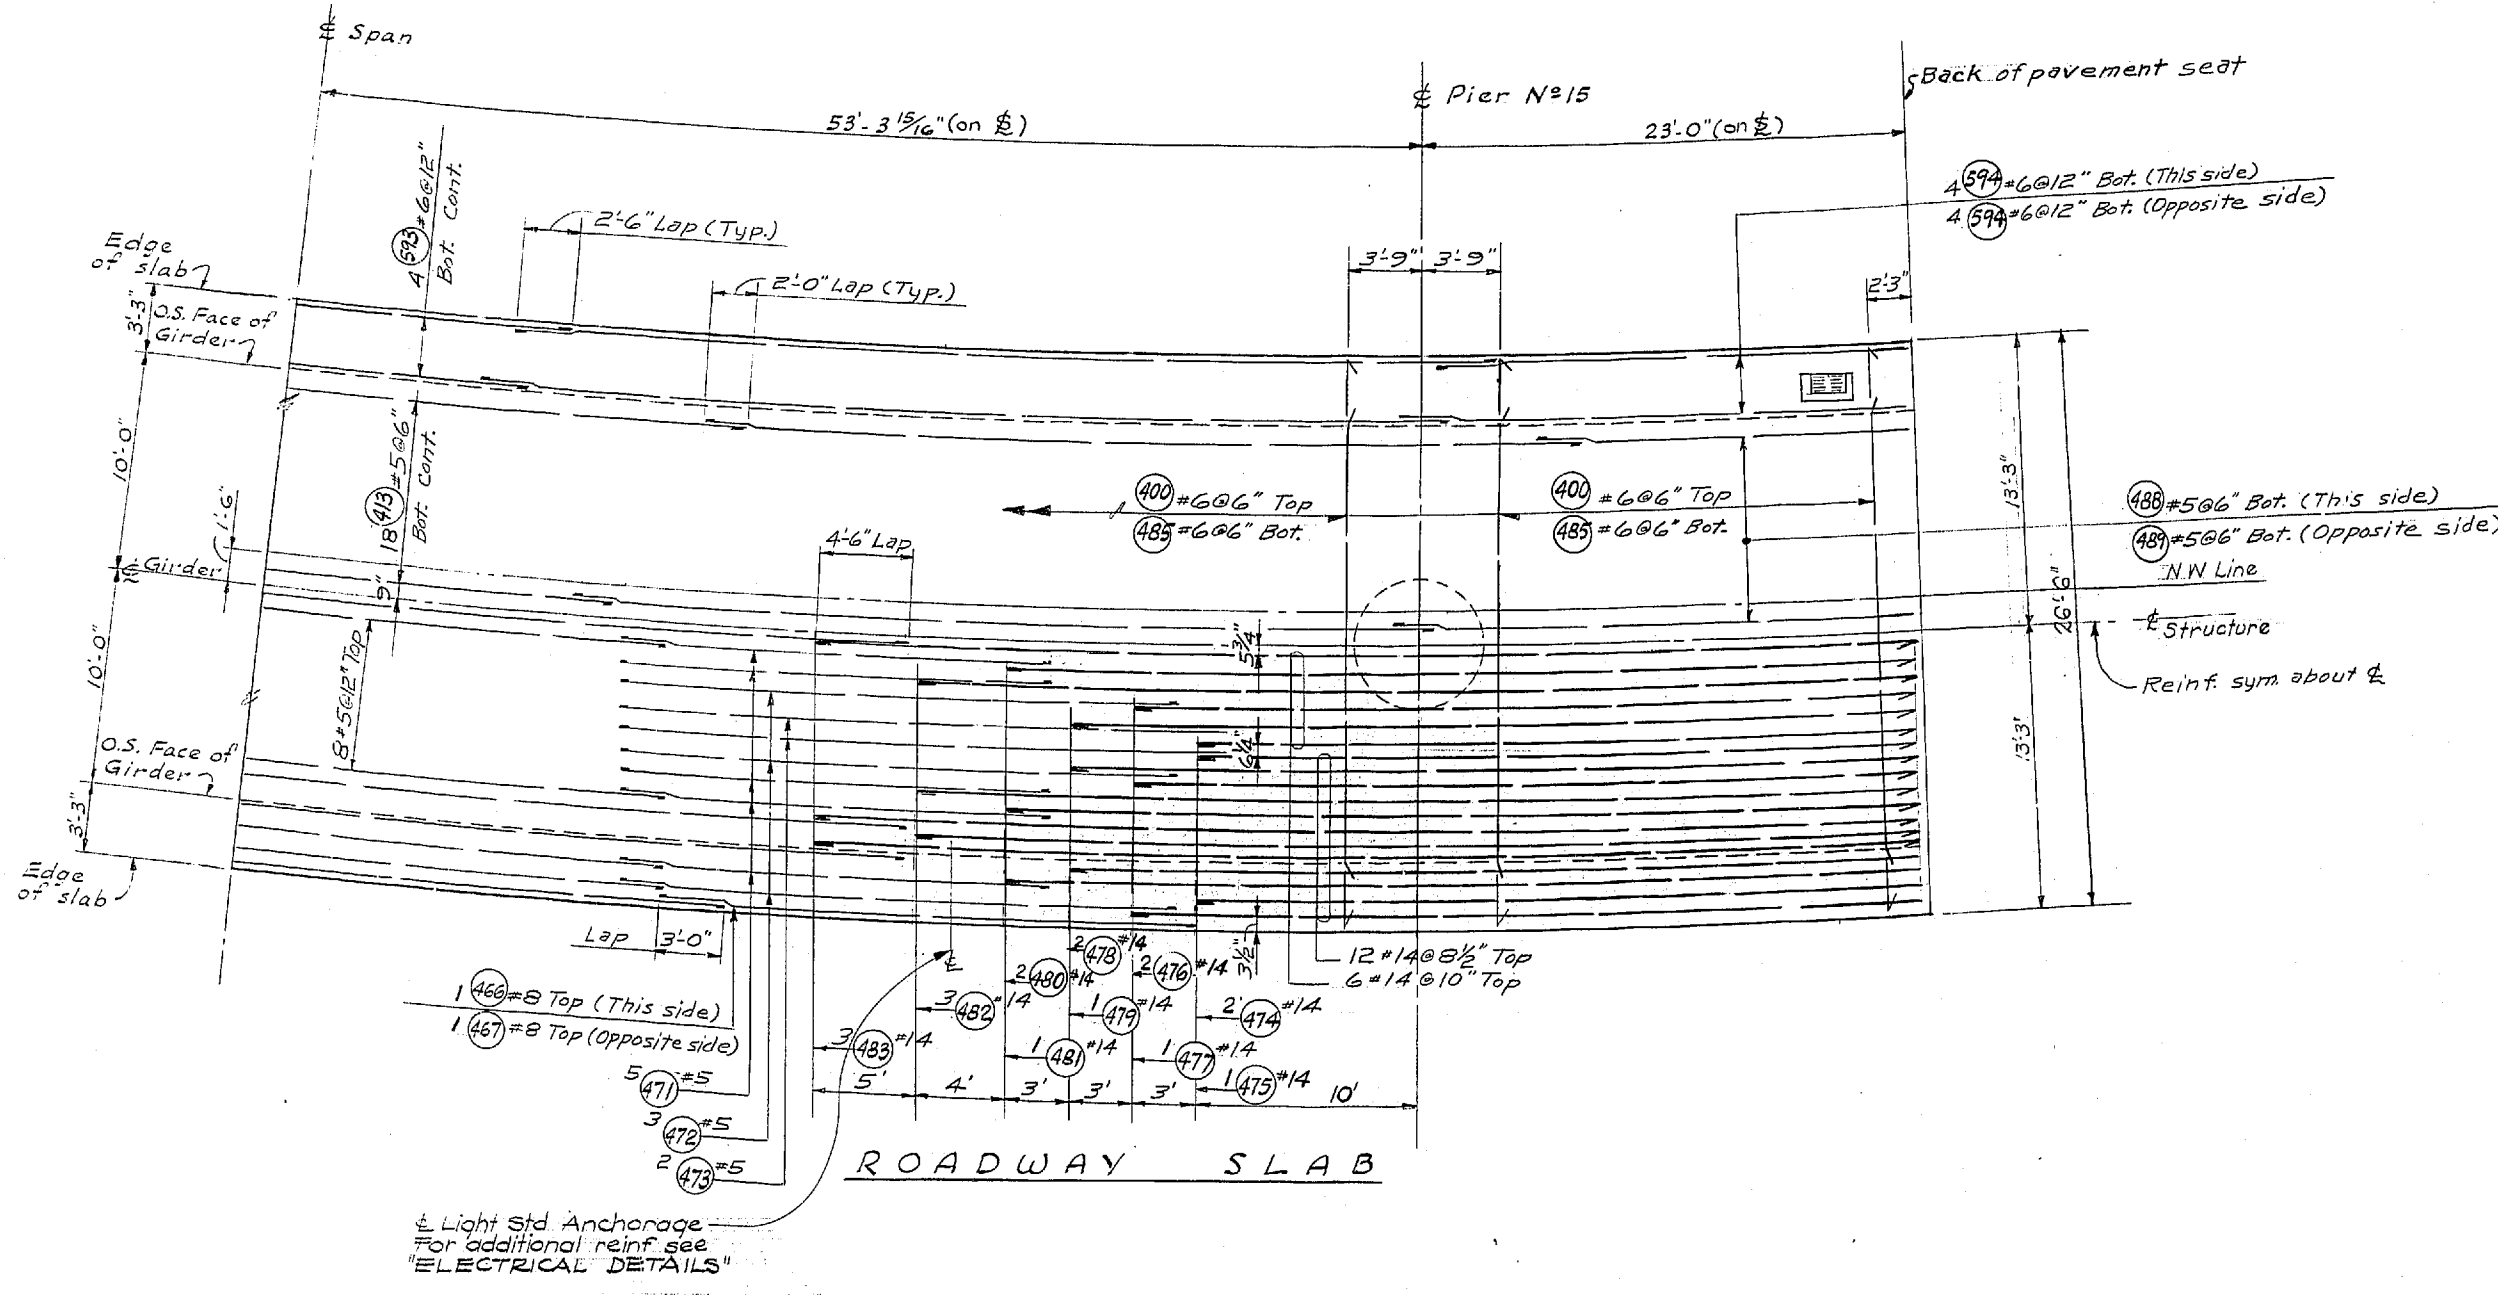 ℄ Span
℄ Pier Nº15
Back of pavement seat
53'-3 15/16" (on ℄)
23'-0" (on ℄)
4 (593) #6@12"
Bot. Cont.
4 (594) #6@12" Bot. (This side)
4 (594) #6@12" Bot. (Opposite side)
2'-6" Lap (Typ.)
2'-0" Lap (Typ.)
Edge
of slab
3'-3"
O.S. Face of
Girder
3'-9"
3'-9"
2'-3"
10'-0"
18 (413) #5@6"
Bot. Cont.
1'-6"
(400) #6@6" Top
(485) #6@6" Bot.
(400) #6@6" Top
(485) #6@6" Bot.
13'-3"
26'-6"
(488) #5@6" Bot. (This side)
(489) #5@6" Bot. (Opposite side)
N.W. Line
4'-6" Lap
℄ Girder
9"
℄ Structure
Reinf. sym. about ℄
10'-0"
8 #5@12" Top
5 3/4"
6 1/4"
13'-3"
O.S. Face of
Girder
3'-3"
Edge
of slab
Lap 3'-0"
℄
3 1/2"
12 #14@8½" Top
6 #14@10" Top
2 (478) #14
2 (480) #14
2 (476) #14
1 (466) #8 Top (This side)
1 (467) #8 Top (Opposite side)
3 (482) #14
1 (479) #14
2 (474) #14
3 (483) #14
1 (481) #14
1 (477) #14
1 (475) #14
5 (471) #5
5'
4'
3'
3'
3'
10'
3 (472) #5
2 (473) #5
ROADWAY SLAB
℄ Light Std. Anchorage
For additional reinf. see
"ELECTRICAL DETAILS"